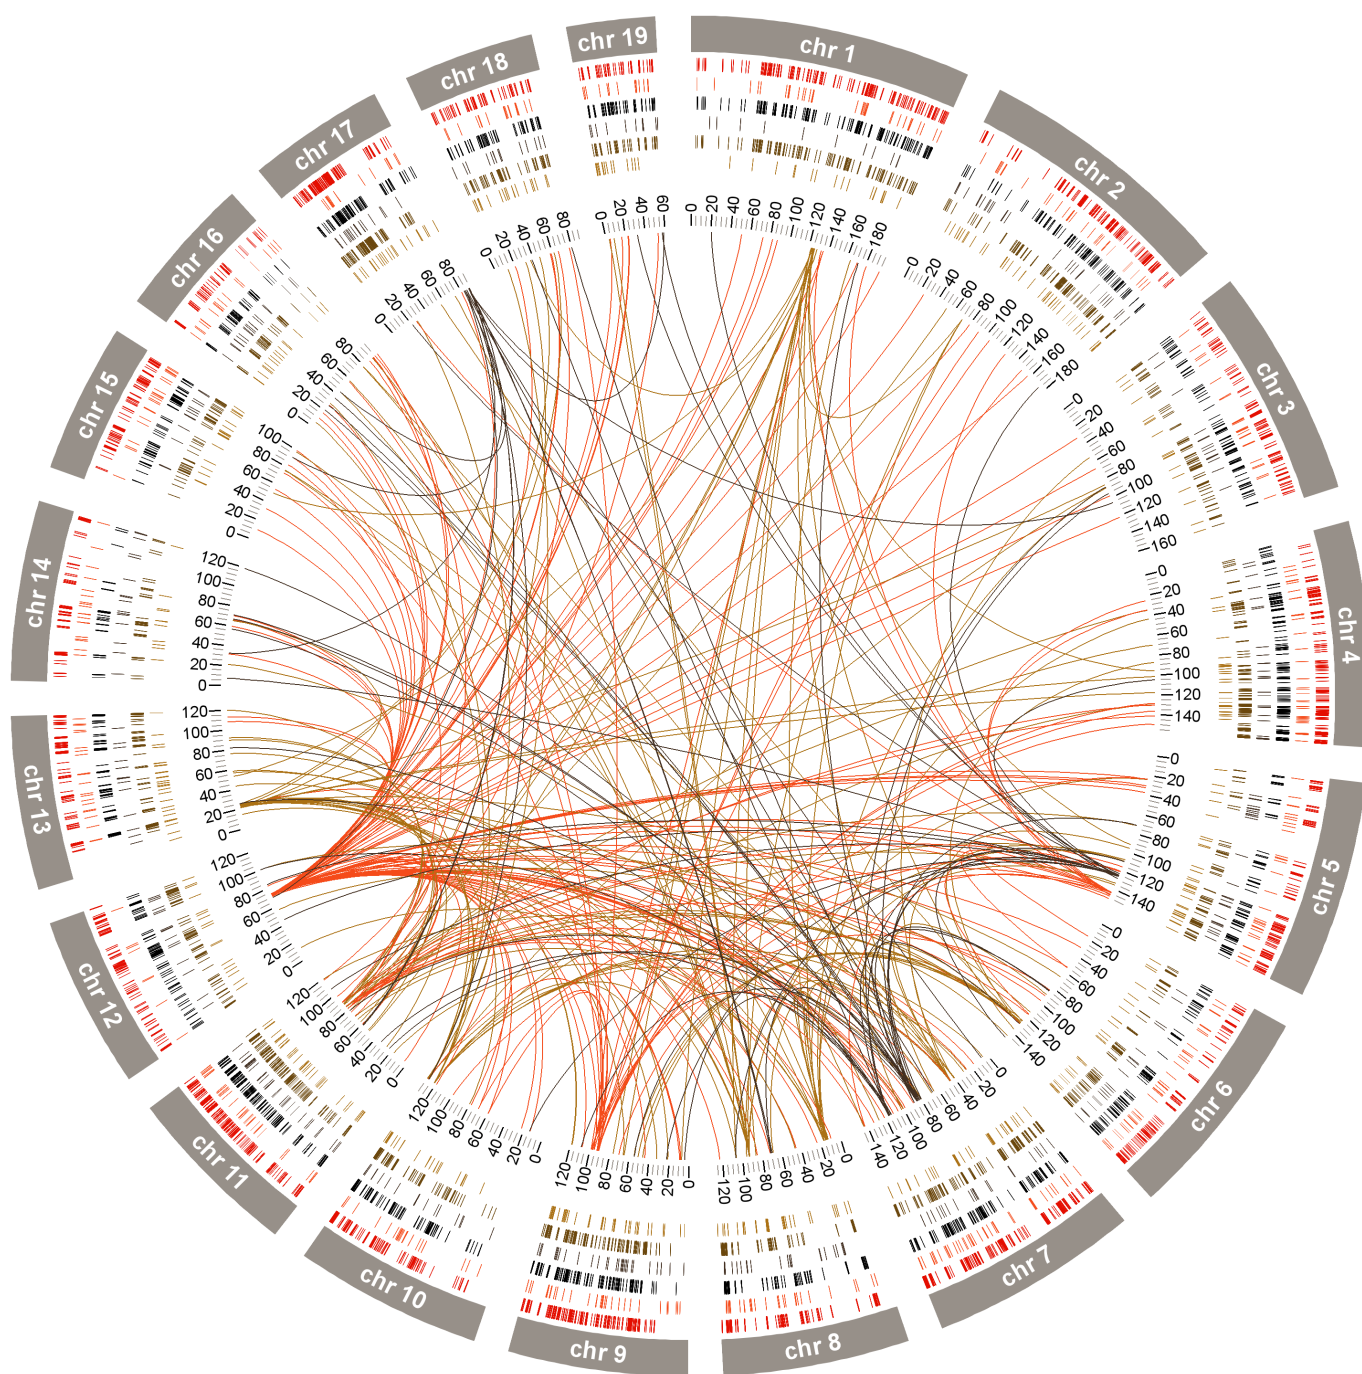 chr 1
0 20 40 60 80 100 120 140 160 180
chr 2
0 20 40 60 80 100 120 140 160 180
chr 3
0 20 40 60 80 100 120 140 160
chr 4
0 20 40 60 80 100 120 140
chr 5
0 20 40 60 80 100 120 140
chr 6
0 20 40 60 80 100 120 140
chr 7
0 20 40 60 80 100 120 140
chr 8
0 20 40 60 80 100 120
chr 9
0 20 40 60 80 100 120
chr 10
0 20 40 60 80 100 120
chr 11
0 20 40 60 80 100 120
chr 12
0 20 40 60 80 100 120
chr 13
0 20 40 60 80 100 120
chr 14
0 20 40 60 80 100 120
chr 15
0 20 40 60 80 100
chr 16
0 20 40 60 80
chr 17
0 20 40 60 80
chr 18
0 20 40 60 80
chr 19
0 20 40 60